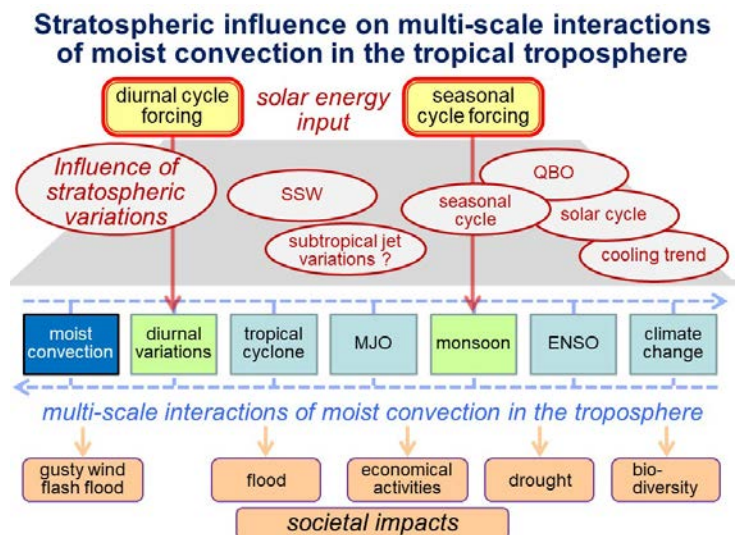 Stratospheric influence on multi-scale interactions
of moist convection in the tropical troposphere
diurnal cycle
forcing
solar energy
input
seasonal
cycle forcing
Influence of
stratospheric
variations
SSW
subtropical jet
variations ?
seasonal
cycle
QBO
solar cycle
cooling trend
moist
convection
diurnal
variations
tropical
cyclone
MJO
monsoon
ENSO
climate
change
multi-scale interactions of moist convection in the troposphere
gusty wind
flash flood
flood
economical
activities
drought
bio-
diversity
societal impacts